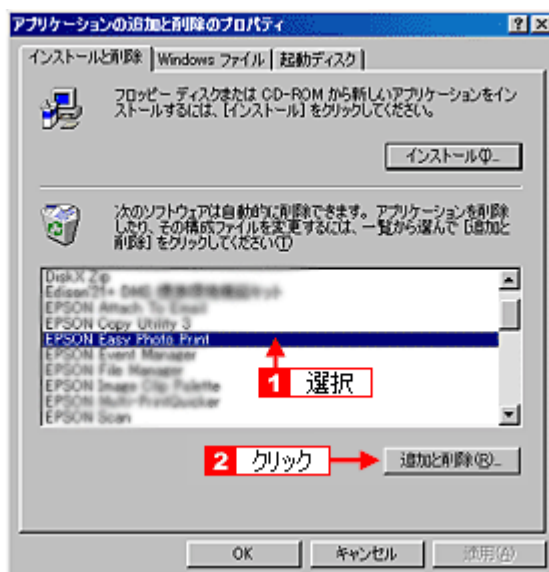 アプリケーションの追加と削除のプロパティ
インストールと削除 Windows ファイル 起動ディスク
フロッピー ディスクまたは CD-ROM から新しいアプリケーションをイン
ストールするには、[インストール] をクリックしてください。
インストール(I)...
次のソフトウェアは自動的に削除できます。アプリケーションを削除
したり、その構成ファイルを変更するには、一覧から選んで [追加と
削除] をクリックしてください(T)
DiskX Zip
Edison21+ DMI
EPSON Attach To Email
EPSON Copy Utility 3
EPSON Easy Photo Print
EPSON Event Manager
EPSON File Manager
EPSON Image Clip Palette
EPSON Multi-PrintQuicker
EPSON Scan
1 選択
2 クリック
追加と削除(R)...
OK キャンセル 適用(A)